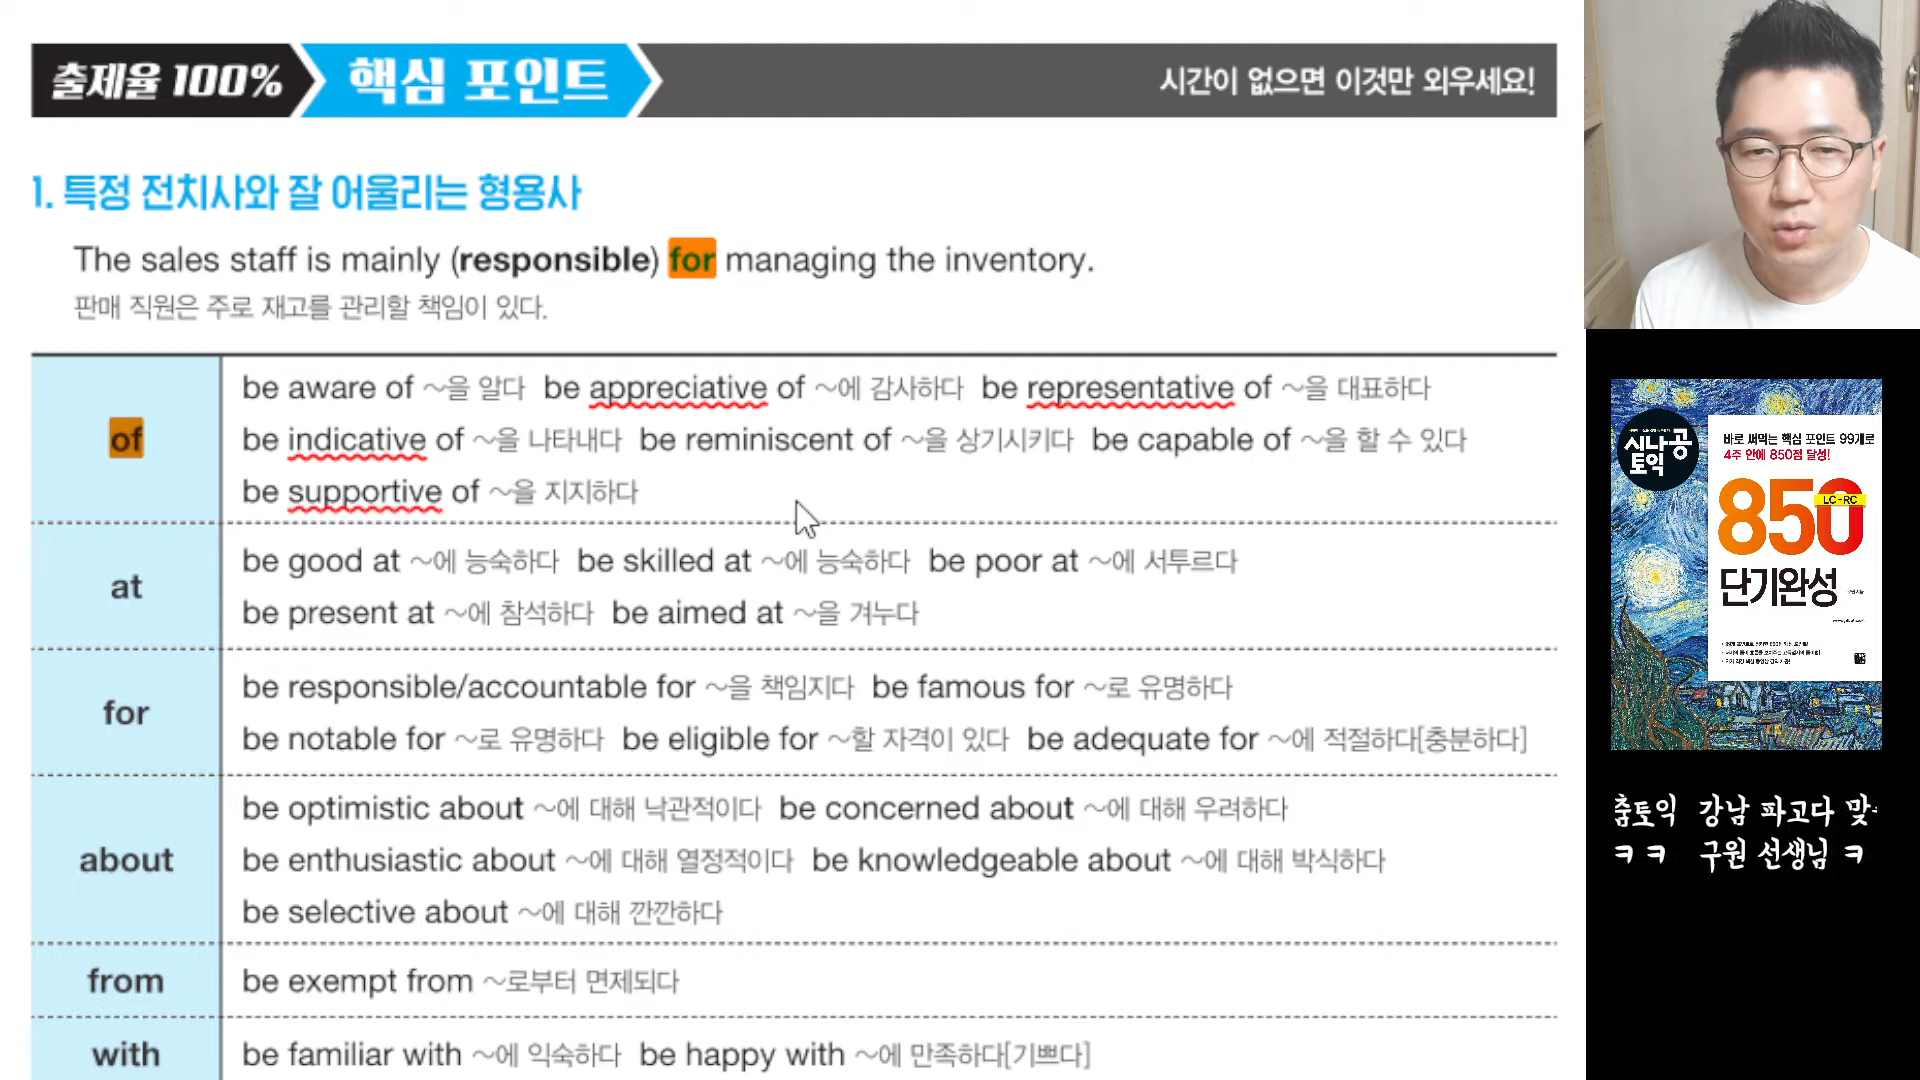 출제율 100% 핵심 포인트 시간이 없으면 이것만 외우세요!
1. 특정 전치사와 잘 어울리는 형용사
The sales staff is mainly (responsible) for managing the inventory.
판매 직원은 주로 재고를 관리할 책임이 있다.
of
be aware of ~을 알다 be appreciative of ~에 감사하다 be representative of ~을 대표하다
be indicative of ~을 나타내다 be reminiscent of ~을 상기시키다 be capable of ~을 할 수 있다
be supportive of ~을 지지하다
at
be good at ~에 능숙하다 be skilled at ~에 능숙하다 be poor at ~에 서투르다
be present at ~에 참석하다 be aimed at ~을 겨누다
for
be responsible/accountable for ~을 책임지다 be famous for ~로 유명하다
be notable for ~로 유명하다 be eligible for ~할 자격이 있다 be adequate for ~에 적절하다[충분하다]
about
be optimistic about ~에 대해 낙관적이다 be concerned about ~에 대해 우려하다
be enthusiastic about ~에 대해 열정적이다 be knowledgeable about ~에 대해 박식하다
be selective about ~에 대해 깐깐하다
from
be exempt from ~로부터 면제되다
with
be familiar with ~에 익숙하다 be happy with ~에 만족하다[기쁘다]
시나공
토익
바로 써먹는 핵심 포인트 99개로
4주 안에 850점 달성!
LC+RC
850
단기완성
춤토익 강남 파고다 맞
ㅋㅋ 구원 선생님 ㅋ